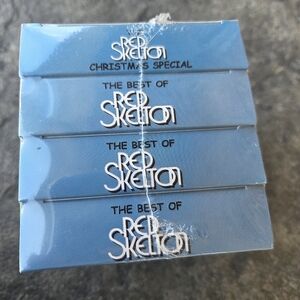 RED
SKELTON
CHRISTMAS SPECIAL
THE BEST OF
RED
SKELTON
THE BEST OF
RED
SKELTON
THE BEST OF
RED
SKELTON